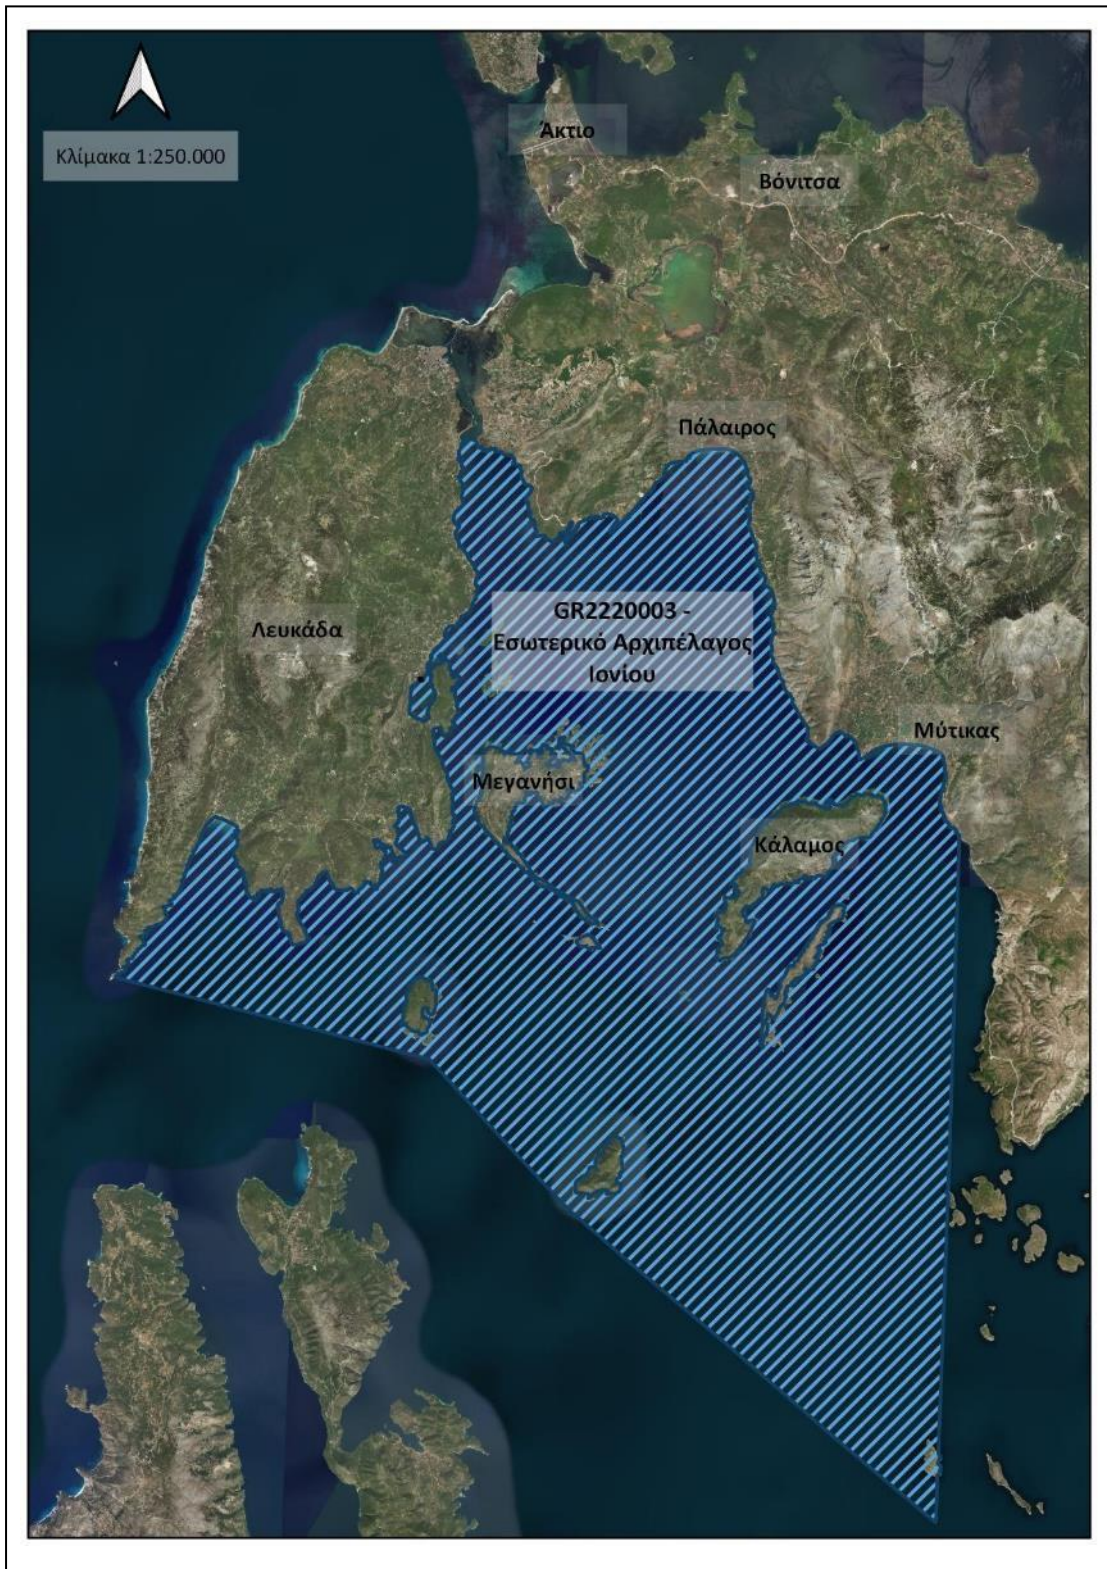 Άκτιο
Κλίμακα 1:250.000
Βόνιτσα
Πάλαιρος
GR2220003 -
Εσωτερικό Αρχιπέλαγος
Ιονίου
Λευκάδα
Μύτικας
Μεγανήσι
Κάλαμος